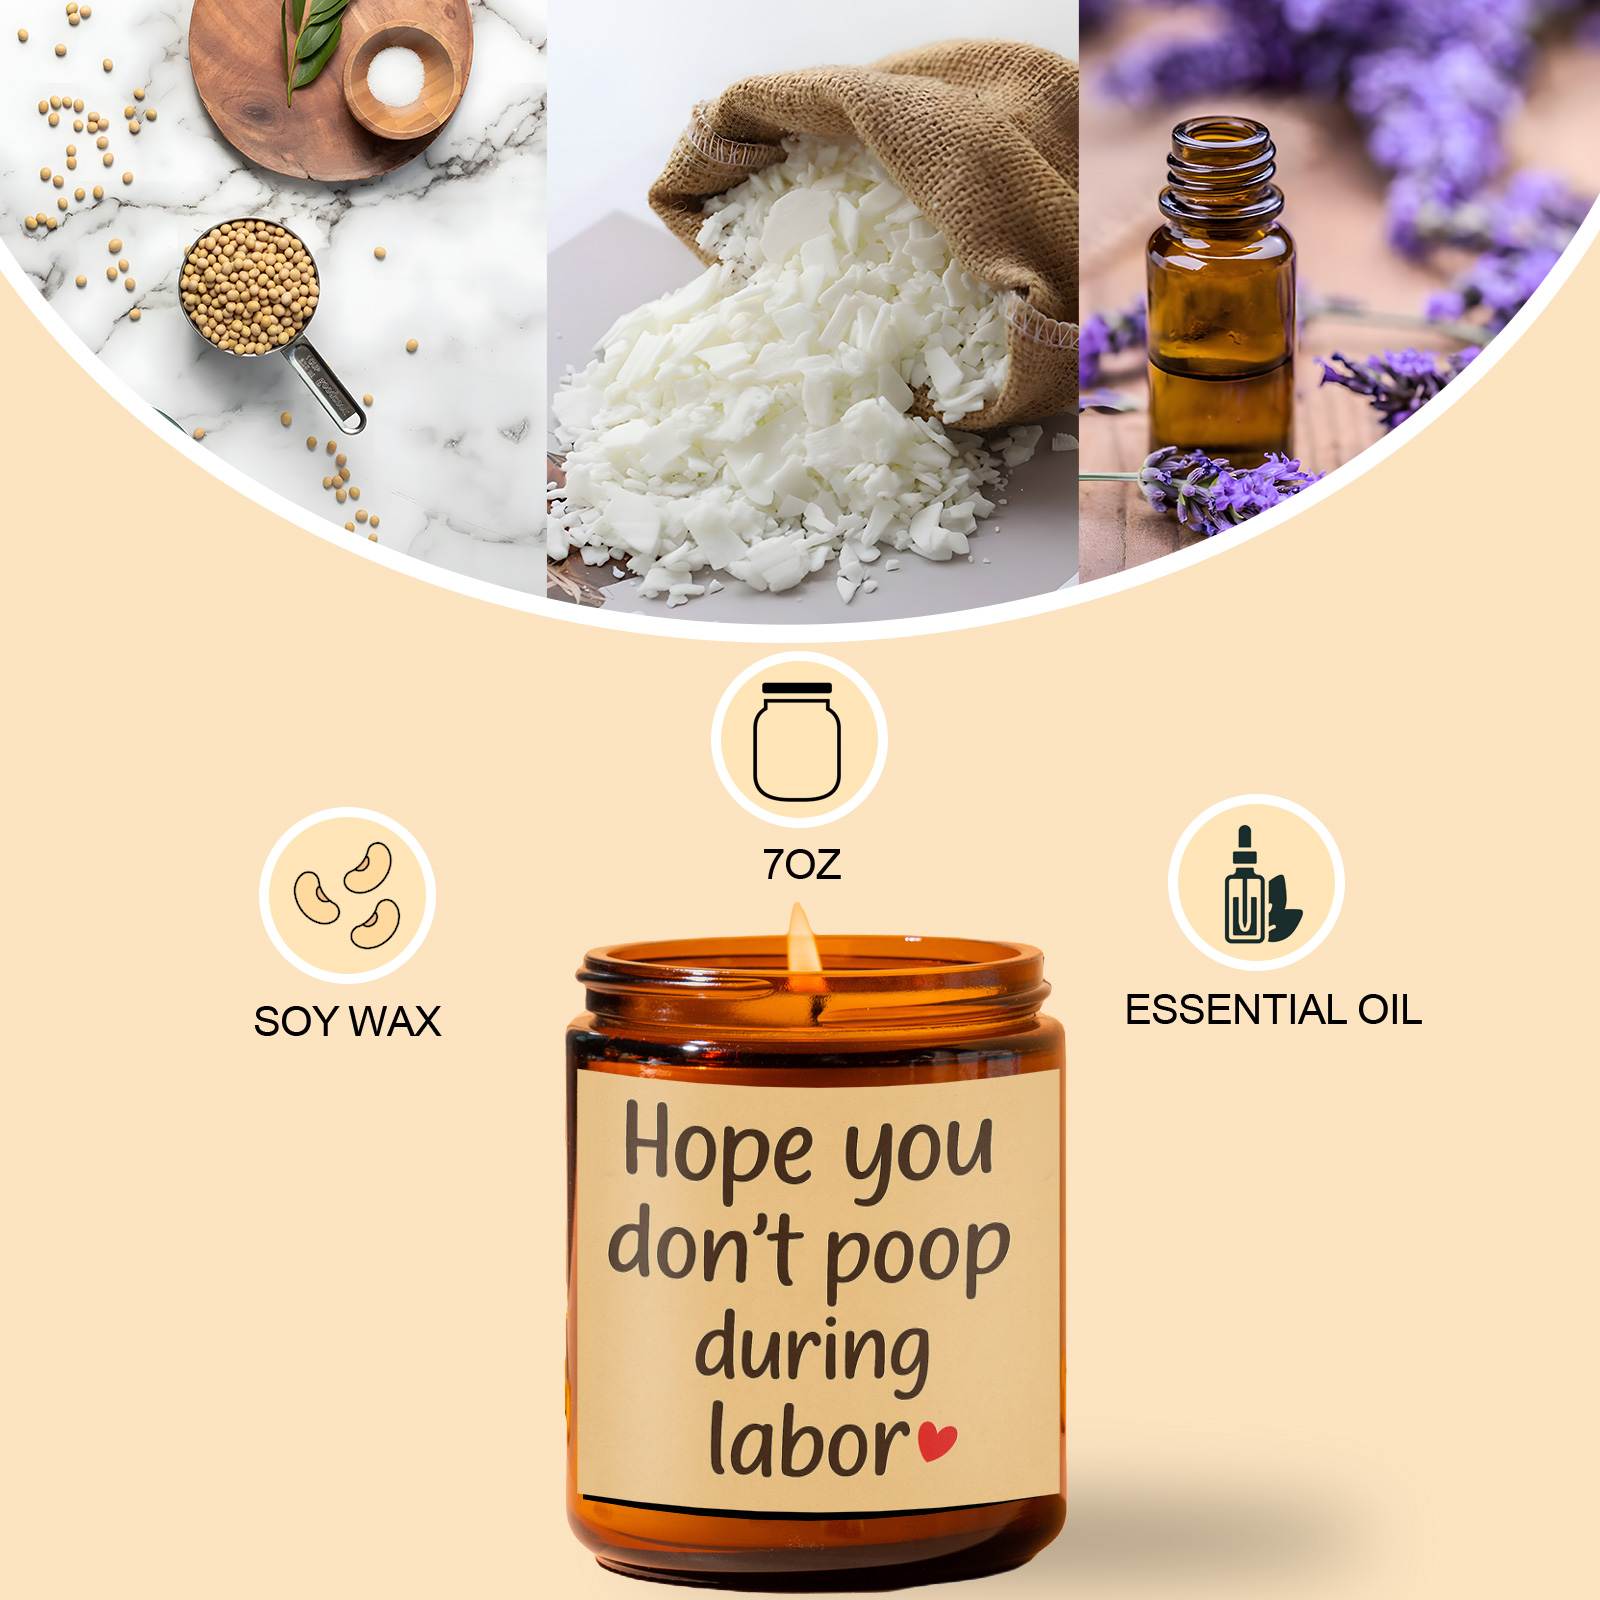 7OZ
SOY WAX
ESSENTIAL OIL
Hope you
don't poop
during
labor